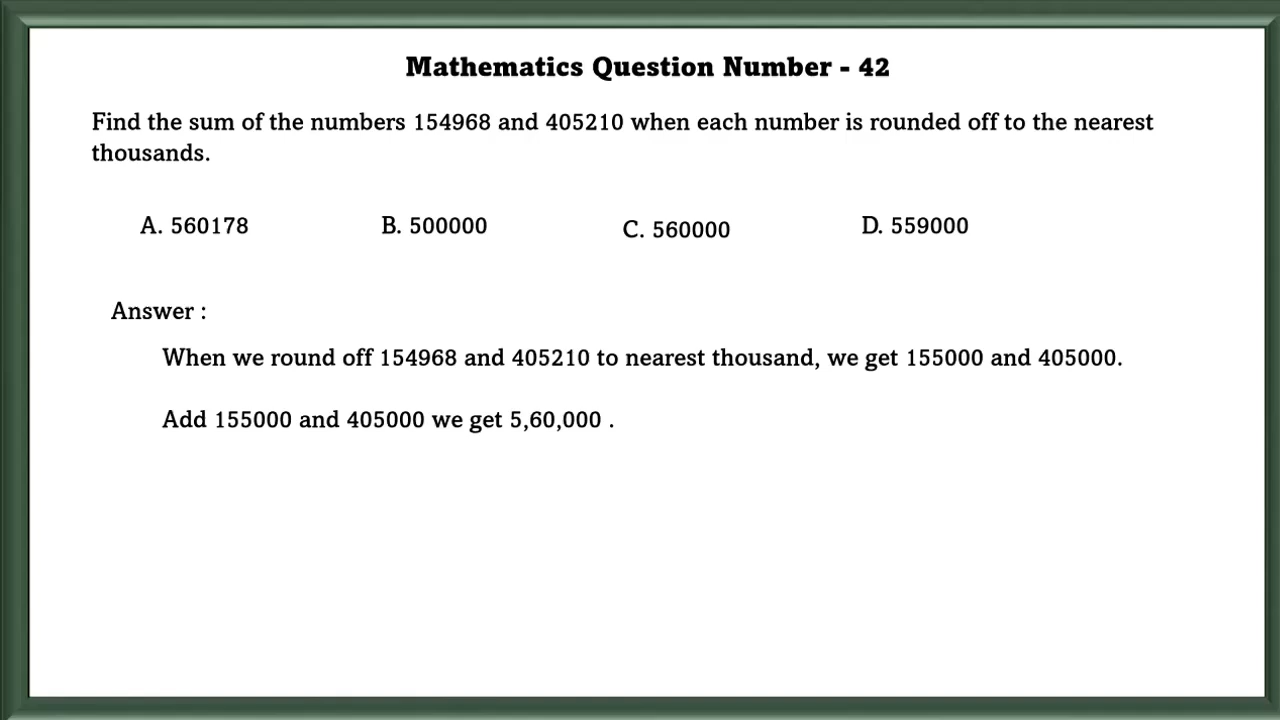 Mathematics Question Number - 42
Find the sum of the numbers 154968 and 405210 when each number is rounded off to the nearest
thousands.
A. 560178 B. 500000 C. 560000 D. 559000
Answer :
When we round off 154968 and 405210 to nearest thousand, we get 155000 and 405000.
Add 155000 and 405000 we get 5,60,000 .